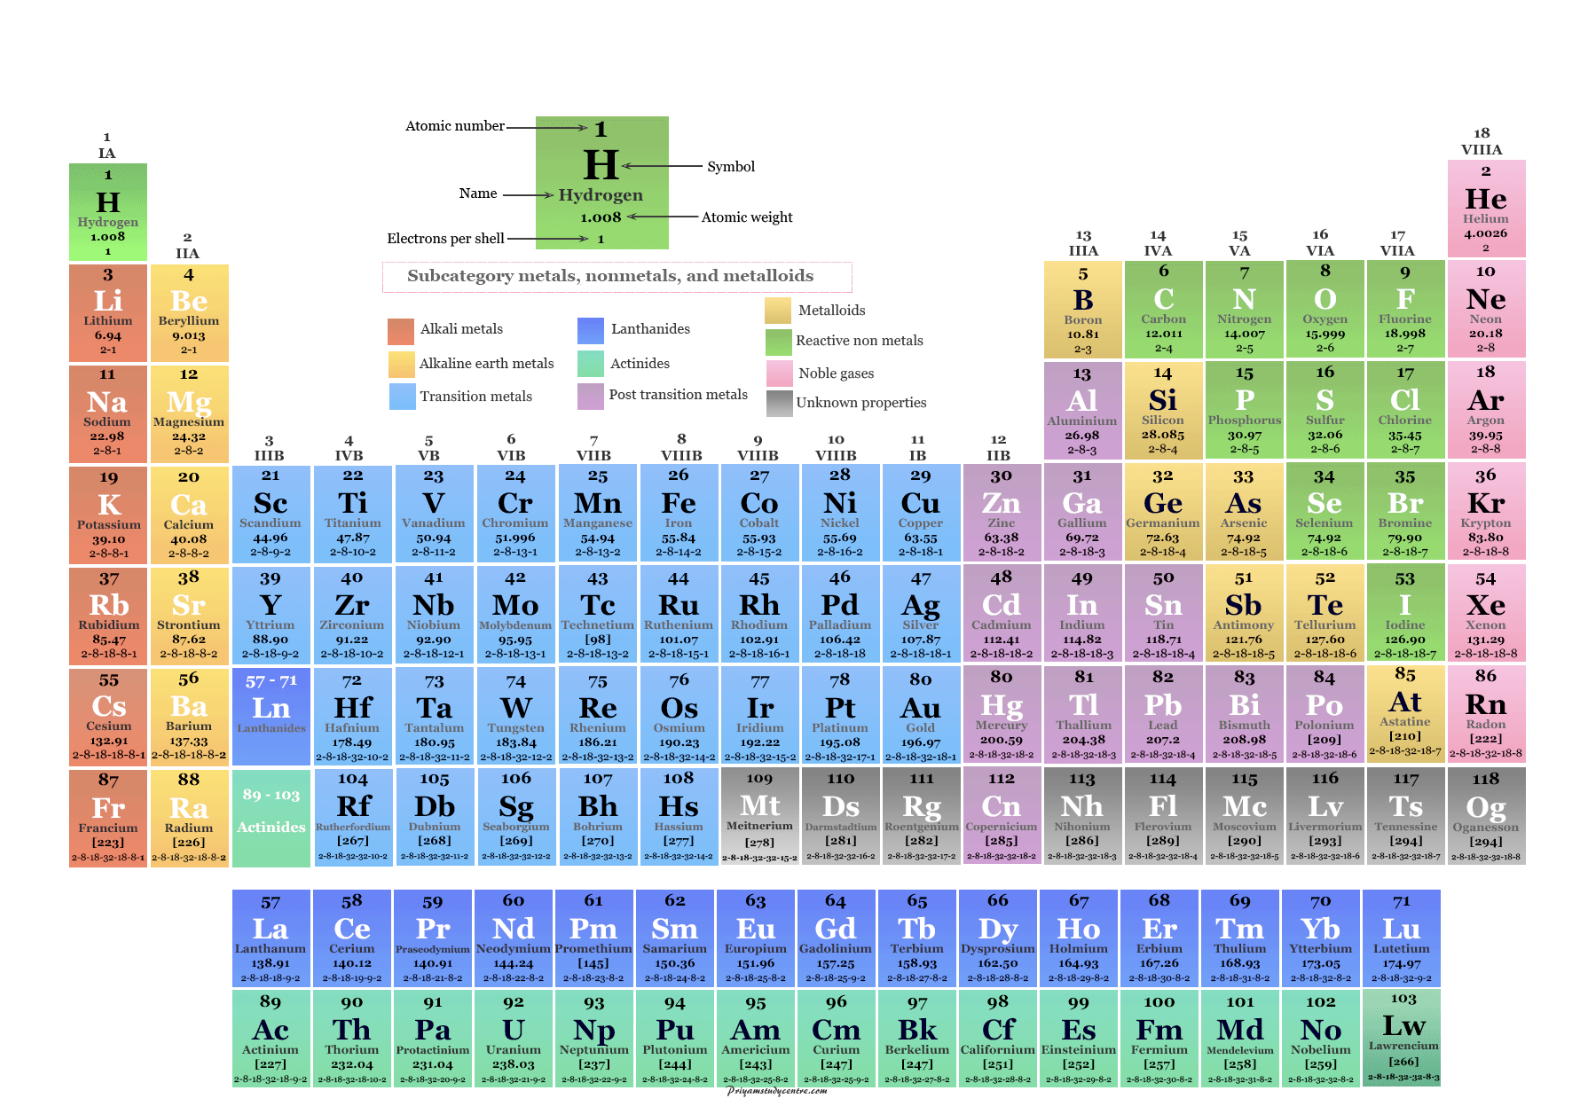 Atomic number
1
H
Symbol
Name
Hydrogen
1.008
Atomic weight
Electrons per shell
1
Subcategory metals, nonmetals, and metalloids
Alkali metals
Alkaline earth metals
Transition metals
Lanthanides
Actinides
Post transition metals
Metalloids
Reactive non metals
Noble gases
Unknown properties
1 18
IA VIIIA
2 13 14 15 16 17
IIA IIIA IVA VA VIA VIIA
3 4 5 6 7 8 9 10 11 12
IIIB IVB VB VIB VIIB VIIIB VIIIB VIIIB IB IIB
1 2
H He
Hydrogen Helium
1.008 4.0026
1 2
3 4 5 6 7 8 9 10
Li Be B C N O F Ne
Lithium Beryllium Boron Carbon Nitrogen Oxygen Fluorine Neon
6.94 9.013 10.81 12.011 14.007 15.999 18.998 20.18
2-1 2-1 2-3 2-4 2-5 2-6 2-7 2-8
11 12 13 14 15 16 17 18
Na Mg Al Si P S Cl Ar
Sodium Magnesium Aluminium Silicon Phosphorus Sulfur Chlorine Argon
22.98 24.32 26.98 28.085 30.97 32.06 35.45 39.95
2-8-1 2-8-2 2-8-3 2-8-4 2-8-5 2-8-6 2-8-7 2-8-8
19 20 21 22 23 24 25 26 27 28 29 30 31 32 33 34 35 36
K Ca Sc Ti V Cr Mn Fe Co Ni Cu Zn Ga Ge As Se Br Kr
Potassium Calcium Scandium Titanium Vanadium Chromium Manganese Iron Cobalt Nickel Copper Zinc Gallium Germanium Arsenic Selenium Bromine Krypton
39.10 40.08 44.96 47.87 50.94 51.996 54.94 55.84 55.93 55.69 63.55 63.38 69.72 72.63 74.92 74.92 79.90 83.80
2-8-8-1 2-8-8-2 2-8-9-2 2-8-10-2 2-8-11-2 2-8-13-1 2-8-13-2 2-8-14-2 2-8-15-2 2-8-16-2 2-8-18-1 2-8-18-2 2-8-18-3 2-8-18-4 2-8-18-5 2-8-18-6 2-8-18-7 2-8-18-8
37 38 39 40 41 42 43 44 45 46 47 48 49 50 51 52 53 54
Rb Sr Y Zr Nb Mo Tc Ru Rh Pd Ag Cd In Sn Sb Te I Xe
Rubidium Strontium Yttrium Zirconium Niobium Molybdenum Technetium Ruthenium Rhodium Palladium Silver Cadmium Indium Tin Antimony Tellurium Iodine Xenon
85.47 87.62 88.90 91.22 92.90 95.95 [98] 101.07 102.91 106.42 107.87 112.41 114.82 118.71 121.76 127.60 126.90 131.29
2-8-18-8-1 2-8-18-8-2 2-8-18-9-2 2-8-18-10-2 2-8-18-12-1 2-8-18-13-1 2-8-18-13-2 2-8-18-15-1 2-8-18-16-1 2-8-18-18 2-8-18-18-1 2-8-18-18-2 2-8-18-18-3 2-8-18-18-4 2-8-18-18-5 2-8-18-18-6 2-8-18-18-7 2-8-18-18-8
55 56 57 - 71 72 73 74 75 76 77 78 80 80 81 82 83 84 85 86
Cs Ba Ln Hf Ta W Re Os Ir Pt Au Hg Tl Pb Bi Po At Rn
Cesium Barium Lanthanides Hafnium Tantalum Tungsten Rhenium Osmium Iridium Platinum Gold Mercury Thallium Lead Bismuth Polonium Astatine Radon
132.91 137.33 178.49 180.95 183.84 186.21 190.23 192.22 195.08 196.97 200.59 204.38 207.2 208.98 [209] [210] [222]
2-8-18-18-8-1 2-8-18-18-8-2 2-8-18-32-10-2 2-8-18-32-11-2 2-8-18-32-12-2 2-8-18-32-13-2 2-8-18-32-14-2 2-8-18-32-15-2 2-8-18-32-17-1 2-8-18-32-18-1 2-8-18-32-18-2 2-8-18-32-18-3 2-8-18-32-18-4 2-8-18-32-18-5 2-8-18-32-18-6 2-8-18-32-18-7 2-8-18-32-18-8
87 88 89 - 103 104 105 106 107 108 109 110 111 112 113 114 115 116 117 118
Fr Ra Actinides Rf Db Sg Bh Hs Mt Ds Rg Cn Nh Fl Mc Lv Ts Og
Francium Radium Rutherfordium Dubnium Seaborgium Bohrium Hassium Meitnerium Darmstadtium Roentgenium Copernicium Nihonium Flerovium Moscovium Livermorium Tennessine Oganesson
[223] [226] [267] [268] [269] [270] [277] [278] [281] [282] [285] [286] [289] [290] [293] [294] [294]
2-8-18-32-18-8-1 2-8-18-32-18-8-2 2-8-18-32-32-10-2 2-8-18-32-32-11-2 2-8-18-32-32-12-2 2-8-18-32-32-13-2 2-8-18-32-32-14-2 2-8-18-32-32-15-2 2-8-18-32-32-16-2 2-8-18-32-32-17-2 2-8-18-32-32-18-2 2-8-18-32-32-18-3 2-8-18-32-32-18-4 2-8-18-32-32-18-5 2-8-18-32-32-18-6 2-8-18-32-32-18-7 2-8-18-32-32-18-8
57 58 59 60 61 62 63 64 65 66 67 68 69 70 71
La Ce Pr Nd Pm Sm Eu Gd Tb Dy Ho Er Tm Yb Lu
Lanthanum Cerium Praseodymium Neodymium Promethium Samarium Europium Gadolinium Terbium Dysprosium Holmium Erbium Thulium Ytterbium Lutetium
138.91 140.12 140.91 144.24 [145] 150.36 151.96 157.25 158.93 162.50 164.93 167.26 168.93 173.05 174.97
2-8-18-18-9-2 2-8-18-19-9-2 2-8-18-21-8-2 2-8-18-22-8-2 2-8-18-23-8-2 2-8-18-24-8-2 2-8-18-25-8-2 2-8-18-25-9-2 2-8-18-27-8-2 2-8-18-28-8-2 2-8-18-29-8-2 2-8-18-30-8-2 2-8-18-31-8-2 2-8-18-32-8-2 2-8-18-32-9-2
89 90 91 92 93 94 95 96 97 98 99 100 101 102 103
Ac Th Pa U Np Pu Am Cm Bk Cf Es Fm Md No Lw
Actinium Thorium Protactinium Uranium Neptunium Plutonium Americium Curium Berkelium Californium Einsteinium Fermium Mendelevium Nobelium Lawrencium
[227] 232.04 231.04 238.03 [237] [244] [243] [247] [247] [251] [252] [257] [258] [259] [266]
2-8-18-32-18-9-2 2-8-18-32-18-10-2 2-8-18-32-20-9-2 2-8-18-32-21-9-2 2-8-18-32-22-9-2 2-8-18-32-24-8-2 2-8-18-32-25-8-2 2-8-18-32-25-9-2 2-8-18-32-27-8-2 2-8-18-32-28-8-2 2-8-18-32-29-8-2 2-8-18-32-30-8-2 2-8-18-32-31-8-2 2-8-18-32-32-8-2 2-8-18-32-32-8-3
Priyamstudycentre.com